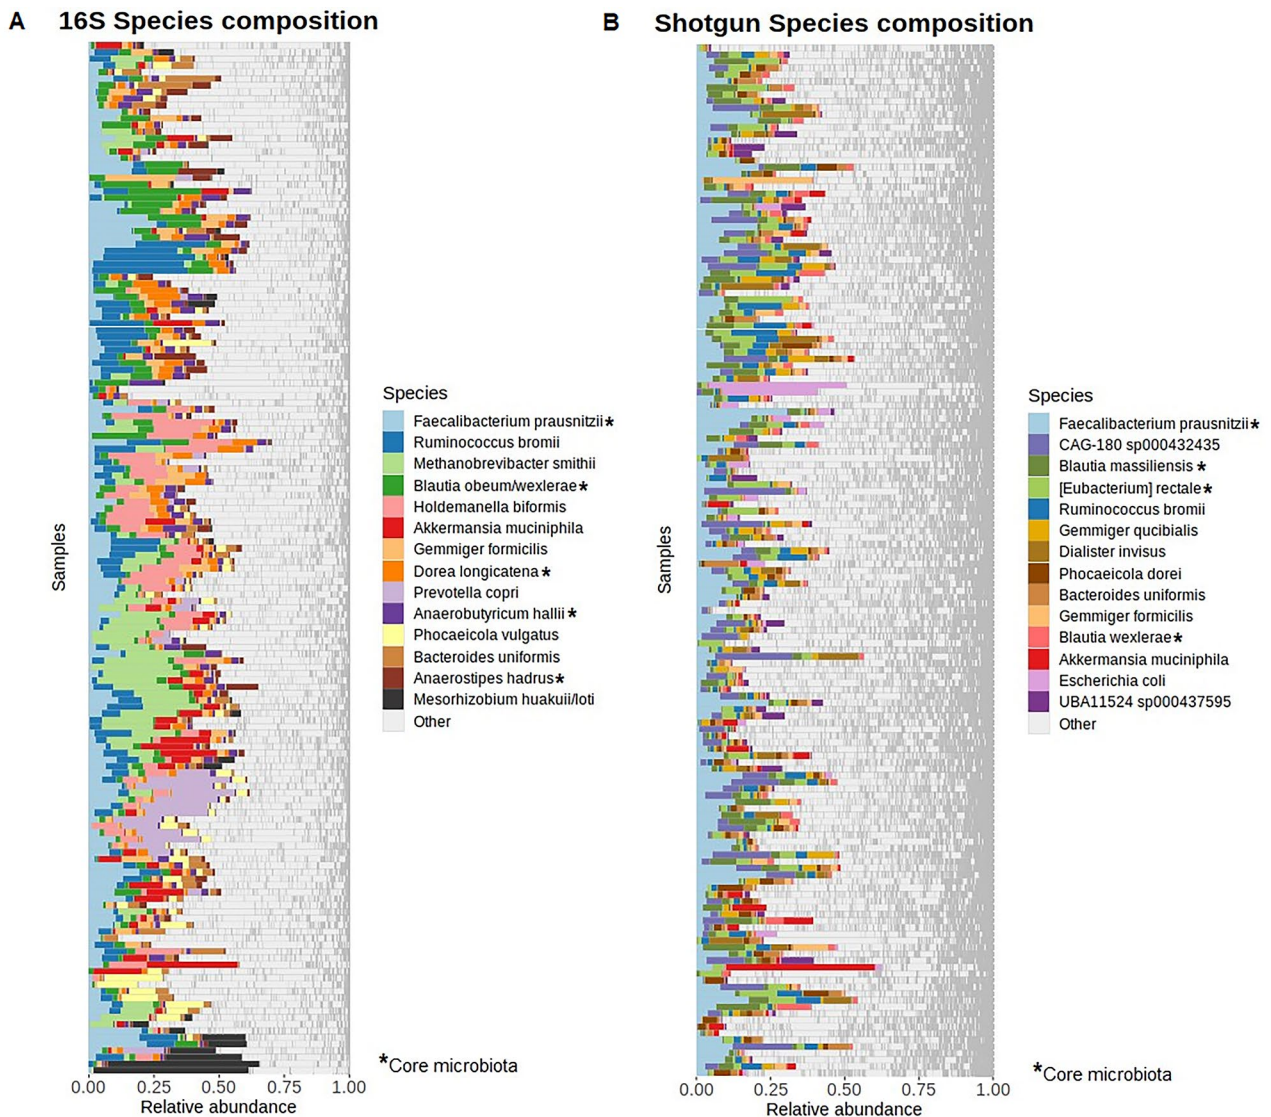 A 16S Species composition
Samples
Species
Faecalibacterium prausnitzii*
Ruminococcus bromii
Methanobrevibacter smithii
Blautia obeum/wexlerae*
Holdemanella biformis
Akkermansia muciniphila
Gemmiger formicilis
Dorea longicatena*
Prevotella copri
Anaerobutyricum hallii*
Phocaeicola vulgatus
Bacteroides uniformis
Anaerostipes hadrus*
Mesorhizobium huakuii/loti
Other
*Core microbiota
0.00 0.25 0.50 0.75 1.00
Relative abundance
B Shotgun Species composition
Samples
Species
Faecalibacterium prausnitzii*
CAG-180 sp000432435
Blautia massiliensis*
[Eubacterium] rectale*
Ruminococcus bromii
Gemmiger qucibialis
Dialister invisus
Phocaeicola dorei
Bacteroides uniformis
Gemmiger formicilis
Blautia wexlerae*
Akkermansia muciniphila
Escherichia coli
UBA11524 sp000437595
Other
*Core microbiota
0.00 0.25 0.50 0.75 1.00
Relative abundance